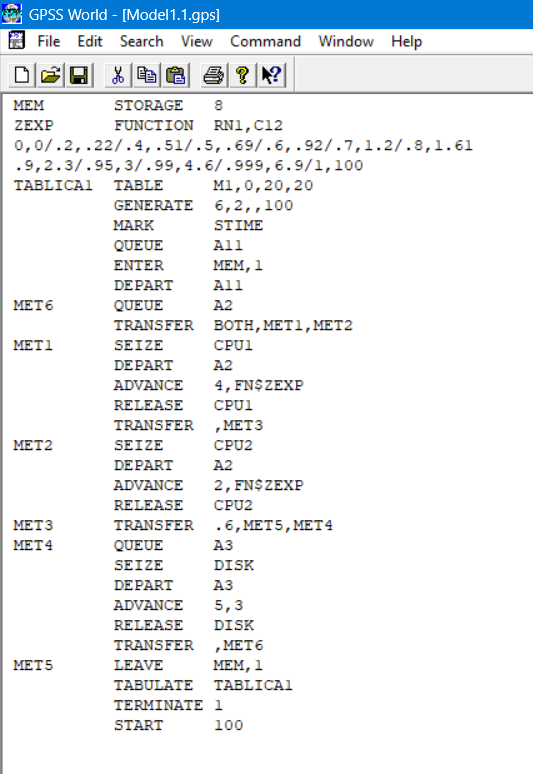 GPSS World - [Model1.1.gps]
File Edit Search View Command Window Help
MEM STORAGE 8
ZEXP FUNCTION RN1,C12
0,0/.2,.22/.4,.51/.5,.69/.6,.92/.7,1.2/.8,1.61
.9,2.3/.95,3/.99,4.6/.999,6.9/1,100
TABLICA1 TABLE M1,0,20,20
GENERATE 6,2,,100
MARK STIME
QUEUE A11
ENTER MEM,1
DEPART A11
MET6 QUEUE A2
TRANSFER BOTH,MET1,MET2
MET1 SEIZE CPU1
DEPART A2
ADVANCE 4,FN$ZEXP
RELEASE CPU1
TRANSFER ,MET3
MET2 SEIZE CPU2
DEPART A2
ADVANCE 2,FN$ZEXP
RELEASE CPU2
MET3 TRANSFER .6,MET5,MET4
MET4 QUEUE A3
SEIZE DISK
DEPART A3
ADVANCE 5,3
RELEASE DISK
TRANSFER ,MET6
MET5 LEAVE MEM,1
TABULATE TABLICA1
TERMINATE 1
START 100